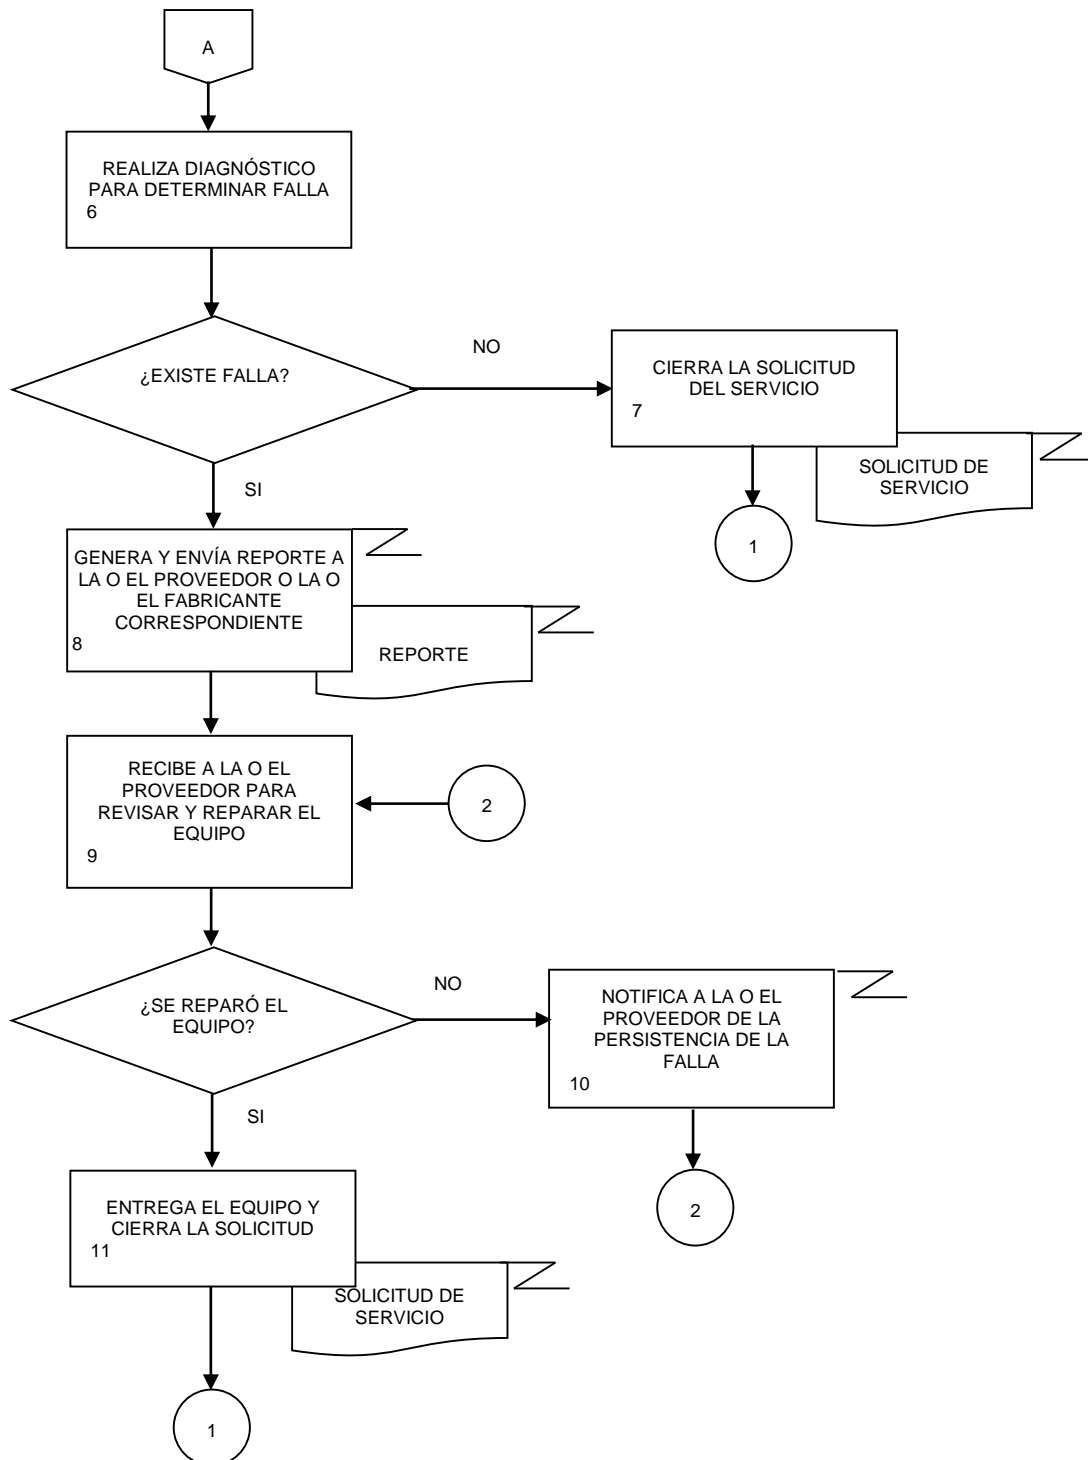 A
REALIZA DIAGNÓSTICO
PARA DETERMINAR FALLA
6
¿EXISTE FALLA?
NO
CIERRA LA SOLICITUD
DEL SERVICIO
7
SOLICITUD DE
SERVICIO
1
SI
GENERA Y ENVÍA REPORTE A
LA O EL PROVEEDOR O LA O
EL FABRICANTE
CORRESPONDIENTE
8
REPORTE
RECIBE A LA O EL
PROVEEDOR PARA
REVISAR Y REPARAR EL
EQUIPO
9
2
¿SE REPARÓ EL
EQUIPO?
NO
NOTIFICA A LA O EL
PROVEEDOR DE LA
PERSISTENCIA DE LA
FALLA
10
2
SI
ENTREGA EL EQUIPO Y
CIERRA LA SOLICITUD
11
SOLICITUD DE
SERVICIO
1